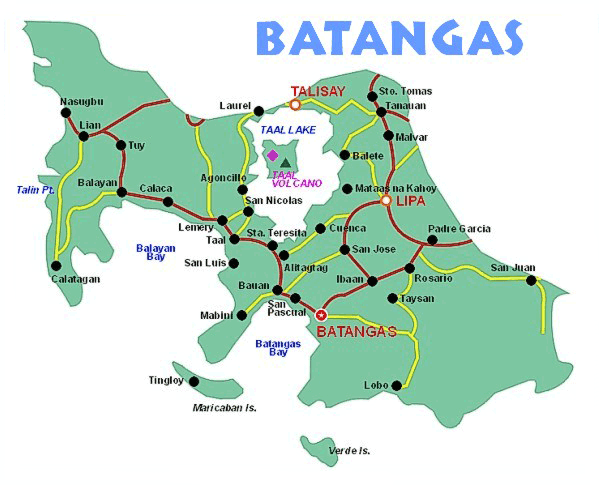 BATANGAS
TALISAY
Sto. Tomas
Nasugbu
Laurel
Tanauan
Lian
TAAL LAKE
Malvar
Tuy
Balete
TAAL
VOLCANO
Agoncillo
Talin Pt.
Balayan
Calaca
Mataas na Kahoy
San Nicolas
LIPA
Lemery
Sta. Teresita
Cuenca
Padre Garcia
Taal
Balayan
Bay
San Jose
San Luis
Alitagtag
Calatagan
Ibaan
Rosario
San Juan
Bauan
San
Pascual
Taysan
Mabini
BATANGAS
Batangas
Bay
Tingloy
Lobo
Maricaban Is.
Verde Is.